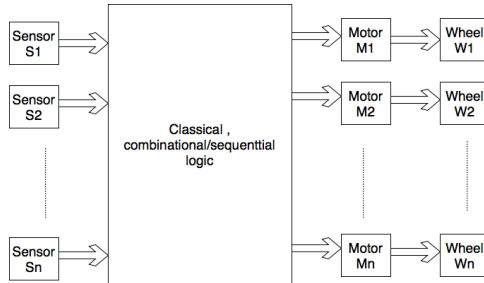 Sensor
S1
Motor
M1
Wheel
W1
Sensor
S2
Motor
M2
Wheel
W2
Classical ,
combinational/sequenttial
logic
Sensor
Sn
Motor
Mn
Wheel
Wn